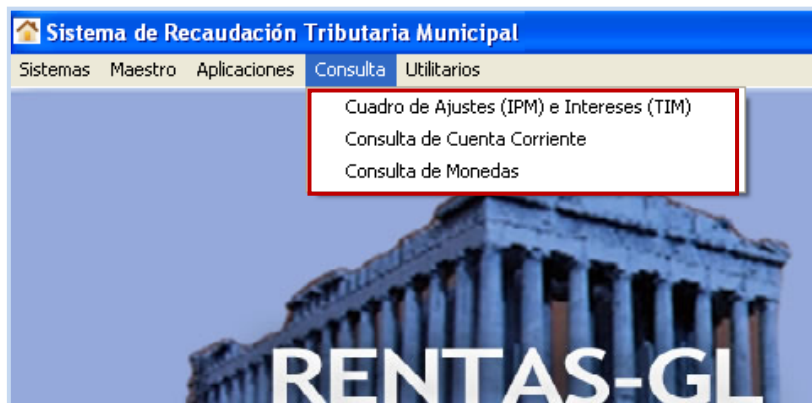 Sistema de Recaudación Tributaria Municipal
Sistemas Maestro Aplicaciones Consulta Utilitarios
Cuadro de Ajustes (IPM) e Intereses (TIM)
Consulta de Cuenta Corriente
Consulta de Monedas
RENTAS-GL